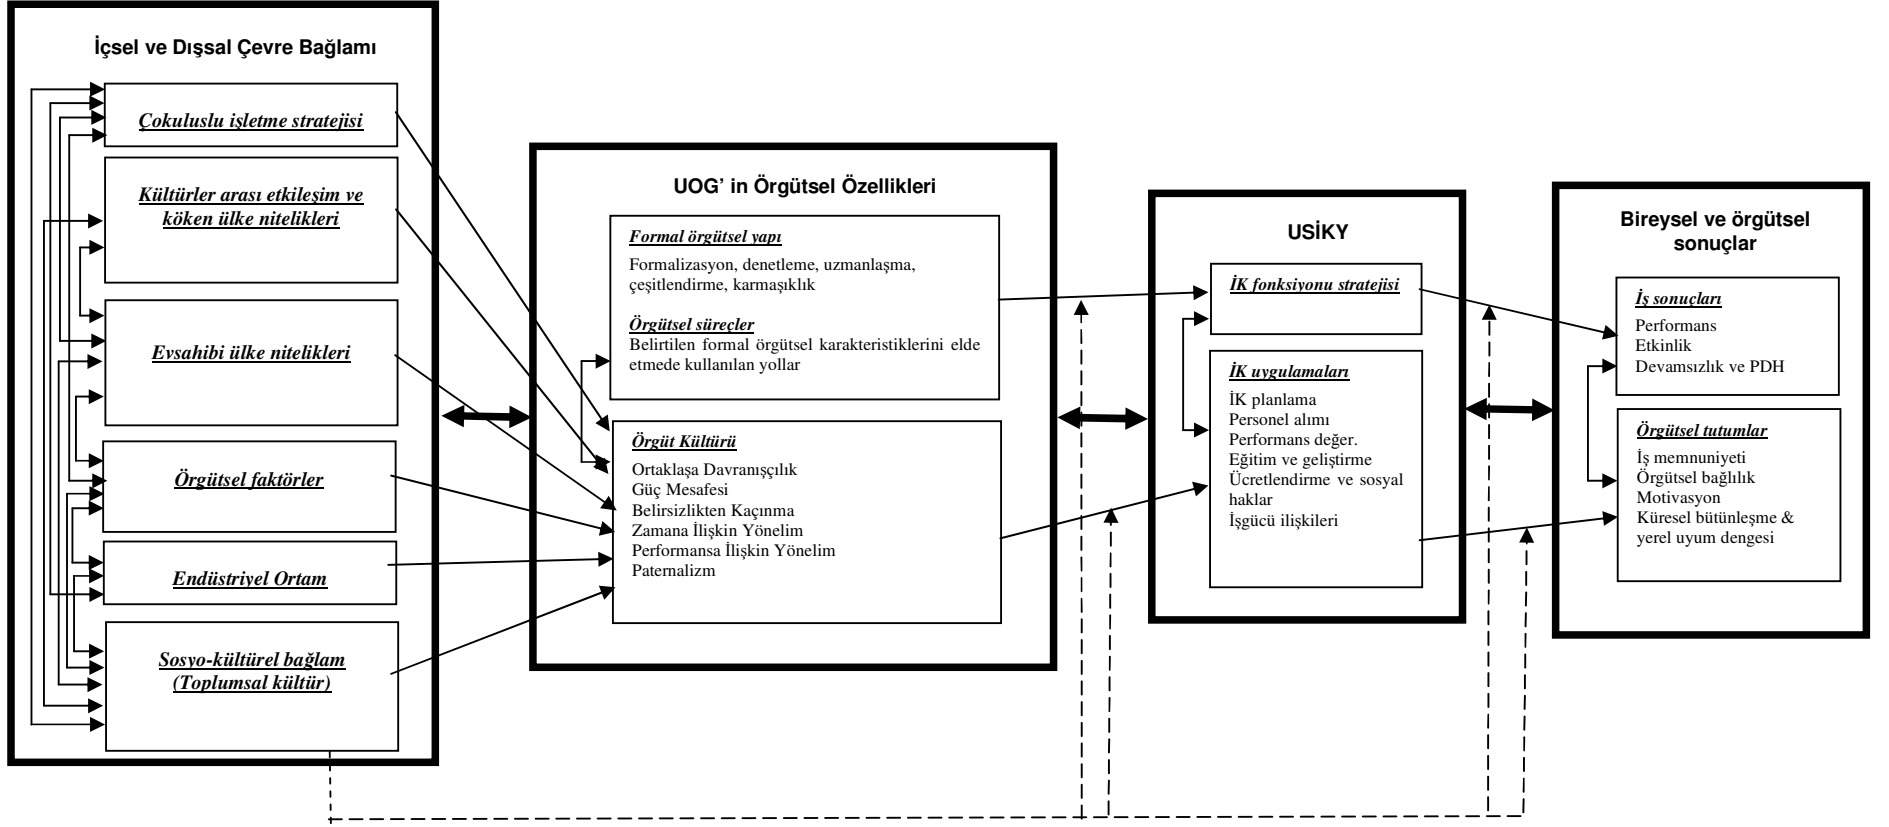 İçsel ve Dışsal Çevre Bağlamı
Çokuluslu işletme stratejisi
Kültürler arası etkileşim ve
köken ülke nitelikleri
Evsahibi ülke nitelikleri
Örgütsel faktörler
Endüstriyel Ortam
Sosyo-kültürel bağlam
(Toplumsal kültür)
UOG’ in Örgütsel Özellikleri
Formal örgütsel yapı
Formalizasyon, denetleme, uzmanlaşma,
çeşitlendirme, karmaşıklık
Örgütsel süreçler
Belirtilen formal örgütsel karakteristiklerini elde
etmede kullanılan yollar
Örgüt Kültürü
Ortaklaşa Davranışçılık
Güç Mesafesi
Belirsizlikten Kaçınma
Zamana İlişkin Yönelim
Performansa İlişkin Yönelim
Paternalizm
USİKY
İK fonksiyonu stratejisi
İK uygulamaları
İK planlama
Personel alımı
Performans değer.
Eğitim ve geliştirme
Ücretlendirme ve sosyal
haklar
İşgücü ilişkileri
Bireysel ve örgütsel
sonuçlar
İş sonuçları
Performans
Etkinlik
Devamsızlık ve PDH
Örgütsel tutumlar
İş memnuniyeti
Örgütsel bağlılık
Motivasyon
Küresel bütünleşme &
yerel uyum dengesi